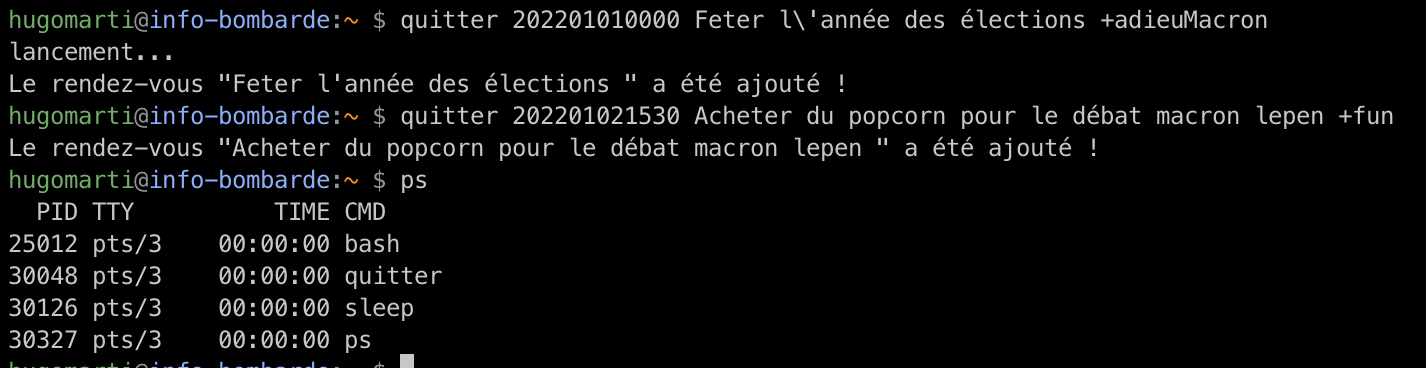 hugomarti@info-bombarde:~ $ quitter 202201010000 Feter l\'année des élections +adieuMacron
lancement...
Le rendez-vous "Feter l'année des élections " a été ajouté !
hugomarti@info-bombarde:~ $ quitter 202201021530 Acheter du popcorn pour le débat macron lepen +fun
Le rendez-vous "Acheter du popcorn pour le débat macron lepen " a été ajouté !
hugomarti@info-bombarde:~ $ ps
  PID TTY          TIME CMD
25012 pts/3    00:00:00 bash
30048 pts/3    00:00:00 quitter
30126 pts/3    00:00:00 sleep
30327 pts/3    00:00:00 ps
hugomarti@info-bombarde:~ $